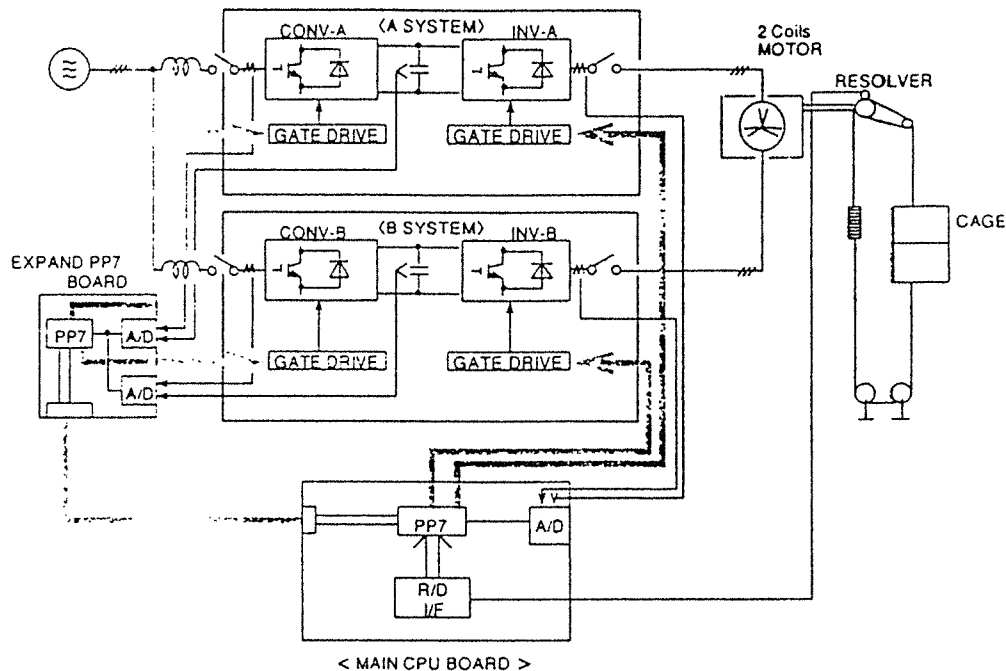 <A SYSTEM>
CONV-A
INV-A
GATE DRIVE
GATE DRIVE
2 Coils
MOTOR
V
RESOLVER
CAGE
<B SYSTEM>
CONV-B
INV-B
GATE DRIVE
GATE DRIVE
EXPAND PP7
BOARD
PP7
A/D
A/D
PP7
A/D
R/D
I/F
< MAIN CPU BOARD >